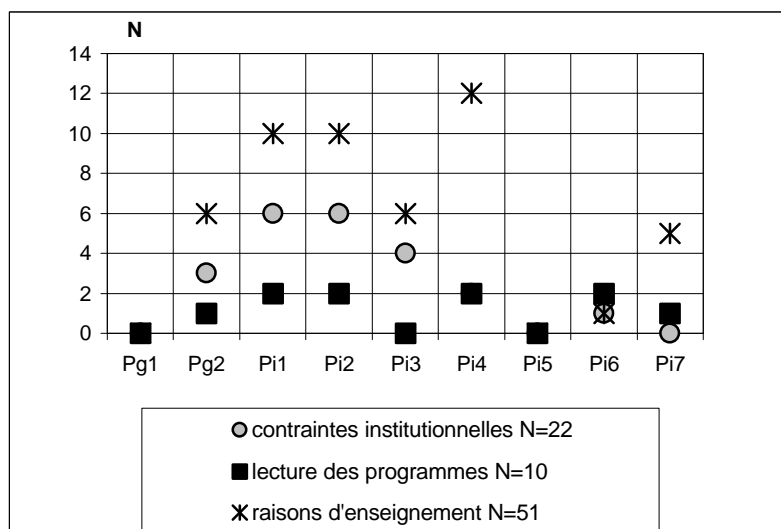 N
14
12
10
8
6
4
2
0
Pg1 Pg2 Pi1 Pi2 Pi3 Pi4 Pi5 Pi6 Pi7
contraintes institutionnelles N=22
lecture des programmes N=10
raisons d'enseignement N=51